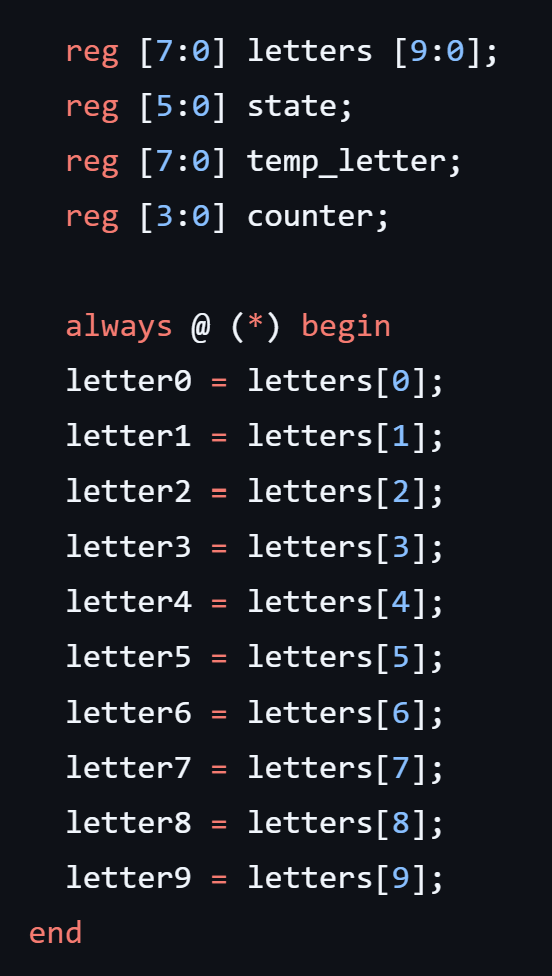 reg [7:0] letters [9:0];
reg [5:0] state;
reg [7:0] temp_letter;
reg [3:0] counter;
always @ (*) begin
letter0 = letters[0];
letter1 = letters[1];
letter2 = letters[2];
letter3 = letters[3];
letter4 = letters[4];
letter5 = letters[5];
letter6 = letters[6];
letter7 = letters[7];
letter8 = letters[8];
letter9 = letters[9];
end